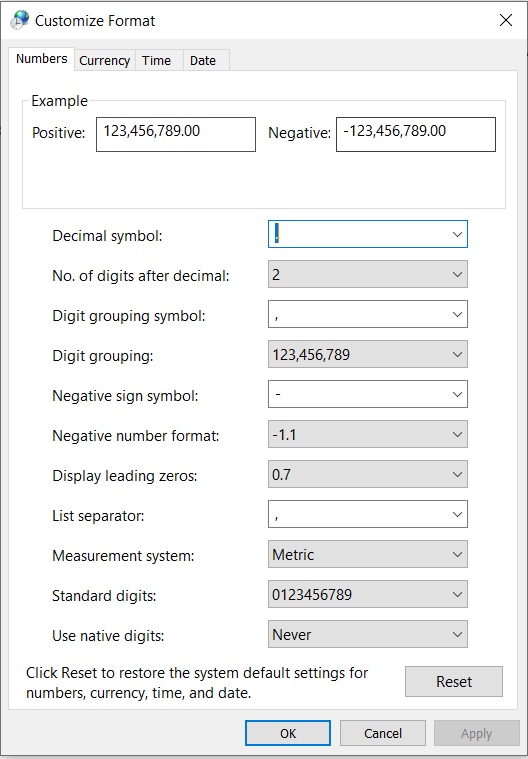 Customize Format
Numbers Currency Time Date
Example
Positive: 123,456,789.00 Negative: -123,456,789.00
Decimal symbol: .
No. of digits after decimal: 2
Digit grouping symbol: ,
Digit grouping: 123,456,789
Negative sign symbol: -
Negative number format: -1.1
Display leading zeros: 0.7
List separator: ,
Measurement system: Metric
Standard digits: 0123456789
Use native digits: Never
Click Reset to restore the system default settings for
numbers, currency, time, and date.
Reset
OK Cancel Apply